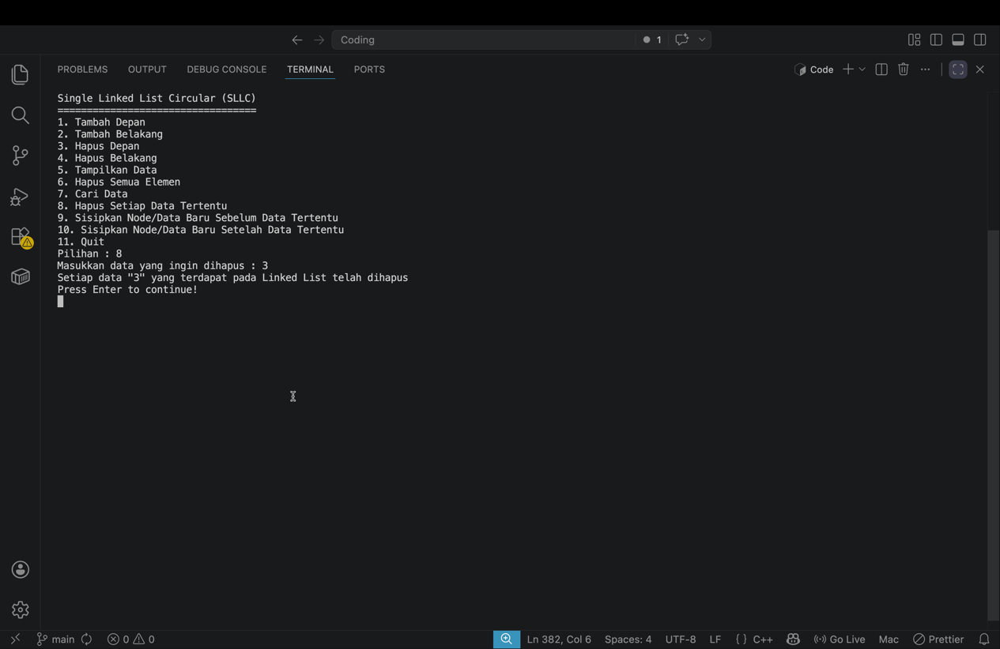 Coding
1
PROBLEMS OUTPUT DEBUG CONSOLE TERMINAL PORTS
Code
Single Linked List Circular (SLLC)
==================================
1. Tambah Depan
2. Tambah Belakang
3. Hapus Depan
4. Hapus Belakang
5. Tampilkan Data
6. Hapus Semua Elemen
7. Cari Data
8. Hapus Setiap Data Tertentu
9. Sisipkan Node/Data Baru Sebelum Data Tertentu
10. Sisipkan Node/Data Baru Setelah Data Tertentu
11. Quit
Pilihan : 8
Masukkan data yang ingin dihapus : 3
Setiap data "3" yang terdapat pada Linked List telah dihapus
Press Enter to continue!
main 0 0 Ln 382, Col 6 Spaces: 4 UTF-8 LF { } C++ Go Live Mac Prettier